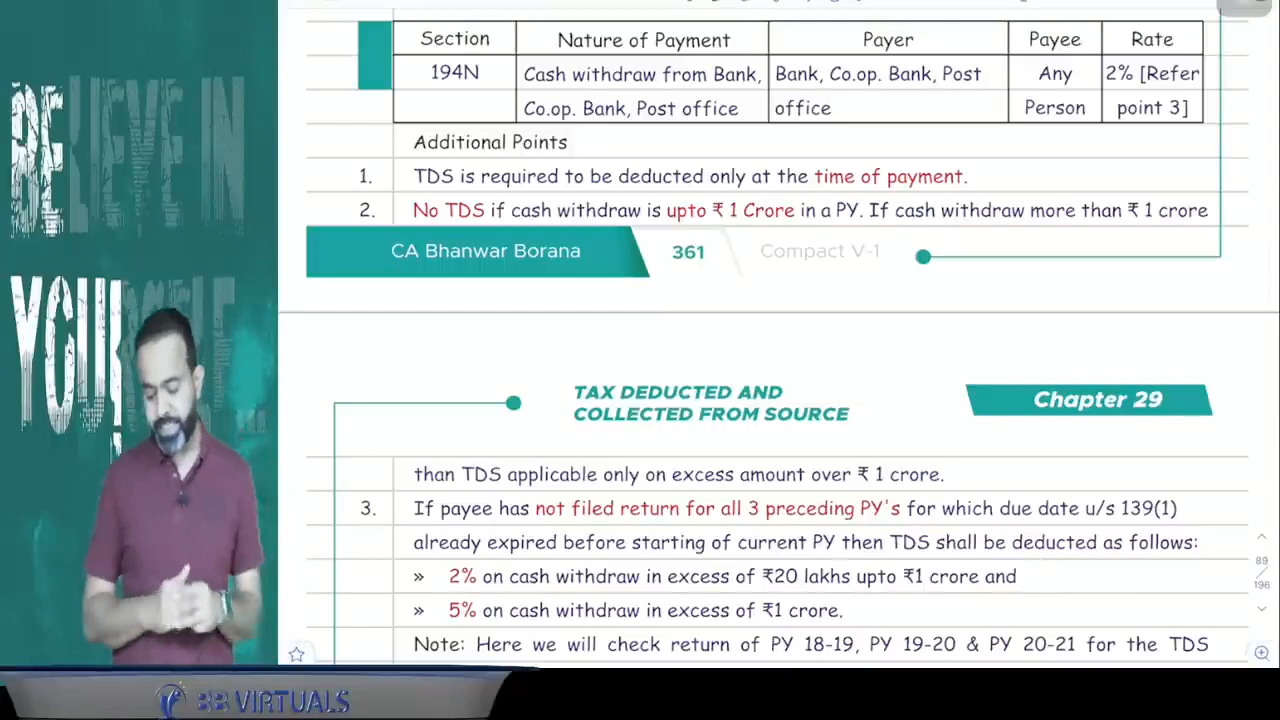 BELIEVE IN
Section Nature of Payment Payer Payee Rate
194N Cash withdraw from Bank, Bank, Co.op. Bank, Post Any 2% [Refer
Co.op. Bank, Post office office Person point 3]
Additional Points
1. TDS is required to be deducted only at the time of payment.
2. No TDS if cash withdraw is upto ₹ 1 Crore in a PY. If cash withdraw more than ₹ 1 crore
CA Bhanwar Borana 361 Compact V-1
TAX DEDUCTED AND
COLLECTED FROM SOURCE
Chapter 29
than TDS applicable only on excess amount over ₹ 1 crore.
3. If payee has not filed return for all 3 preceding PY's for which due date u/s 139(1)
already expired before starting of current PY then TDS shall be deducted as follows:
» 2% on cash withdraw in excess of ₹20 lakhs upto ₹1 crore and
» 5% on cash withdraw in excess of ₹1 crore.
Note: Here we will check return of PY 18-19, PY 19-20 & PY 20-21 for the TDS
89
196
BB VIRTUALS